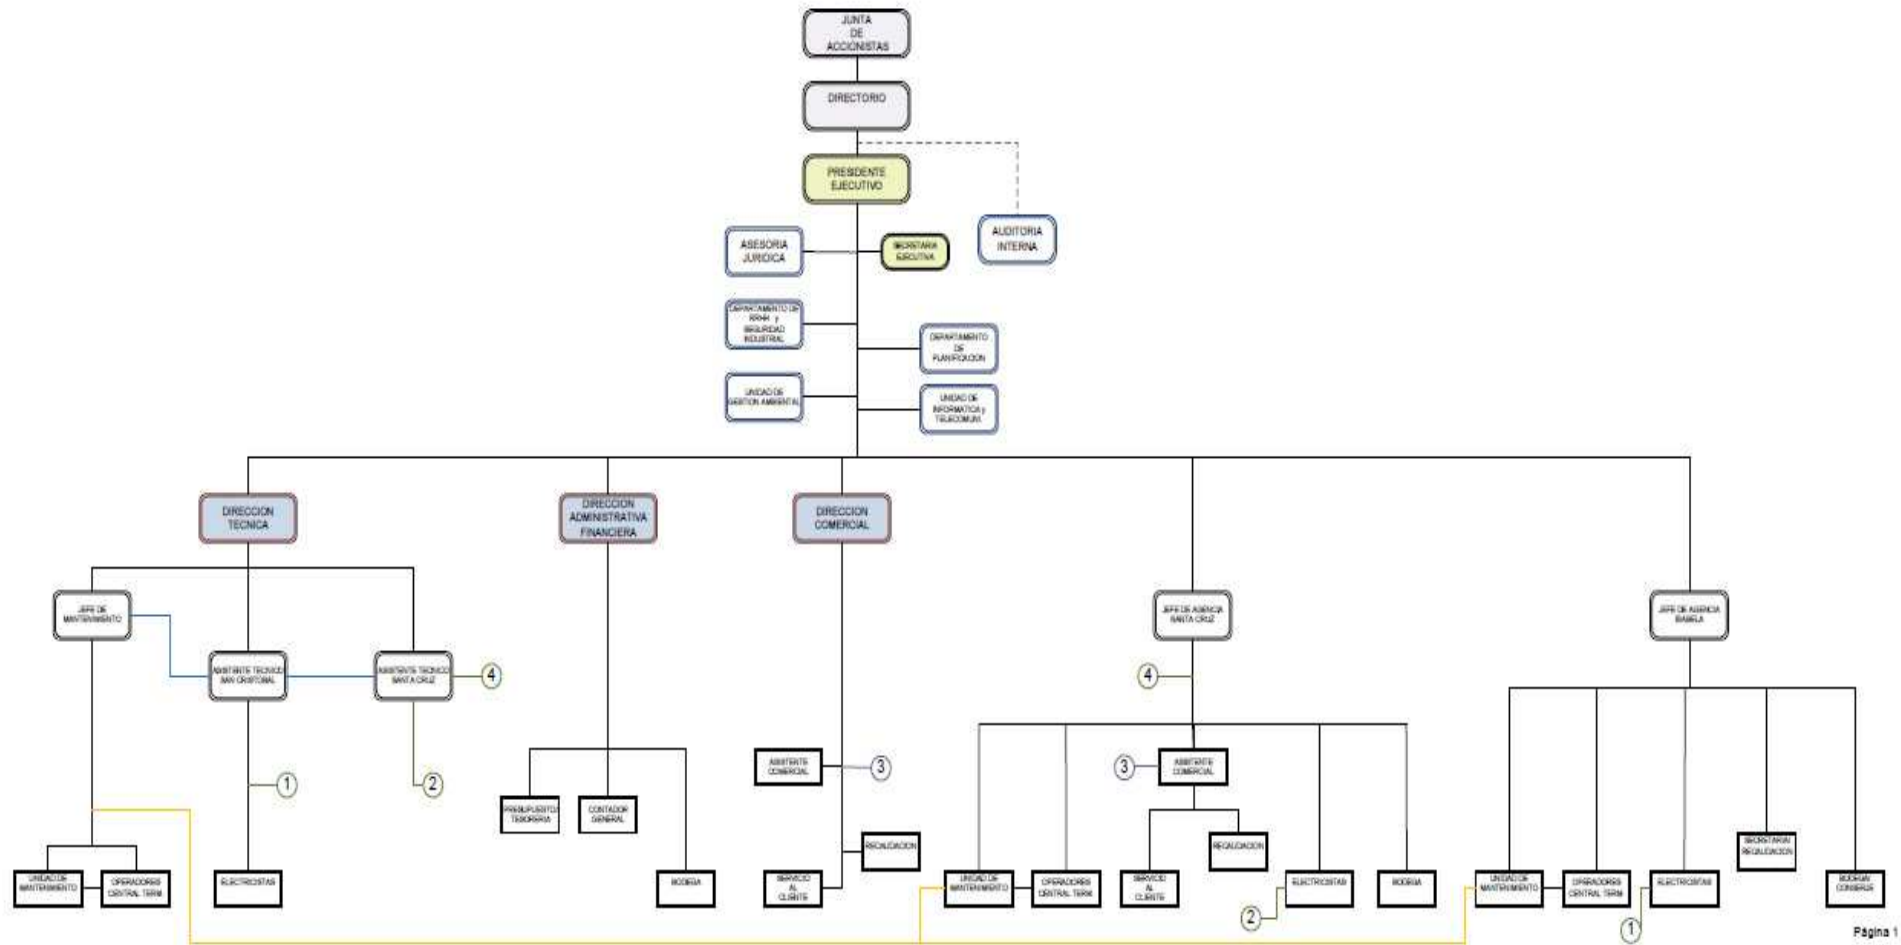 JUNTA
DE
ACCIONISTAS
DIRECTORIO
PRESIDENTE
EJECUTIVO
AUDITORIA
INTERNA
ASESORIA
JURIDICA
SECRETARIA
EJECUTIVA
DEPARTAMENTO DE
RRHH y
SEGURIDAD
INDUSTRIAL
DEPARTAMENTO
DE
PLANIFICACION
UNIDAD DE
GESTION AMBIENTAL
UNIDAD DE
INFORMATICA y
TELECOMUNI.
DIRECCION
TECNICA
DIRECCION
ADMINISTRATIVA
FINANCIERA
DIRECCION
COMERCIAL
JEFE DE
MANTENIMIENTO
JEFE DE AGENCIA
SANTA CRUZ
JEFE DE AGENCIA
ISABELA
ASISTENTE TECNICO
SAN CRISTOBAL
ASISTENTE TECNICO
SANTA CRUZ
4
4
ASISTENTE
COMERCIAL
3
3
ASISTENTE
COMERCIAL
1
2
PRESUPUESTO/
TESORERIA
CONTADOR
GENERAL
RECAUDACION
RECAUDACION
SECRETARIA/
RECAUDACION
UNIDAD DE
MANTENIMIENTO
OPERADORES
CENTRAL TERM.
ELECTRICISTAS
BODEGA
SERVICIO
AL
CLIENTE
UNIDAD DE
MANTENIMIENTO
OPERADORES
CENTRAL TERM.
SERVICIO
AL
CLIENTE
ELECTRICISTAS
BODEGA
UNIDAD DE
MANTENIMIENTO
OPERADORES
CENTRAL TERM.
ELECTRICISTAS
BODEGA/
CONSERJE
2
1
Página 1